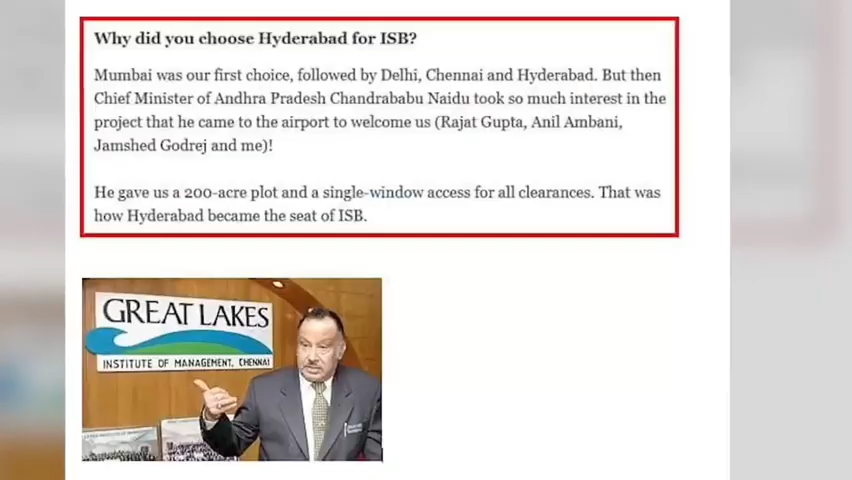 Why did you choose Hyderabad for ISB?
Mumbai was our first choice, followed by Delhi, Chennai and Hyderabad. But then
Chief Minister of Andhra Pradesh Chandrababu Naidu took so much interest in the
project that he came to the airport to welcome us (Rajat Gupta, Anil Ambani,
Jamshed Godrej and me)!
He gave us a 200-acre plot and a single-window access for all clearances. That was
how Hyderabad became the seat of ISB.
GREAT LAKES
INSTITUTE OF MANAGEMENT, CHENNAI